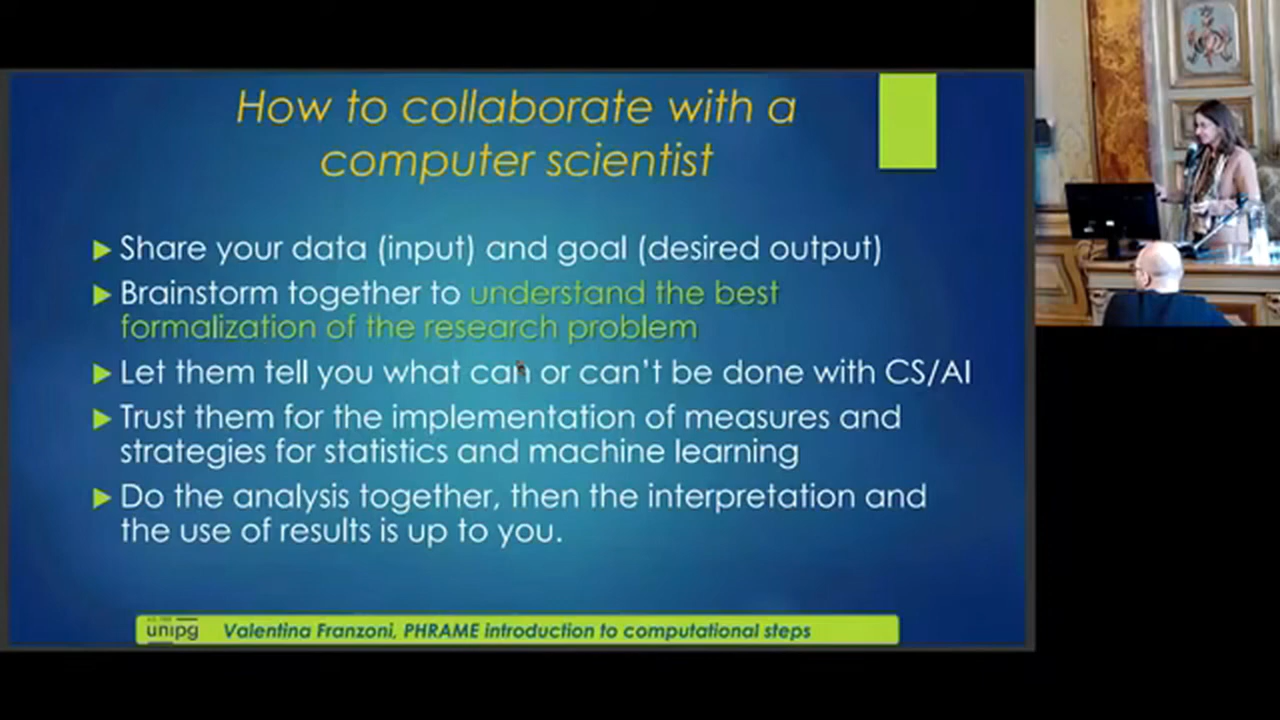 How to collaborate with a
computer scientist
Share your data (input) and goal (desired output)
Brainstorm together to understand the best
formalization of the research problem
Let them tell you what can or can't be done with CS/AI
Trust them for the implementation of measures and
strategies for statistics and machine learning
Do the analysis together, then the interpretation and
the use of results is up to you.
unipg Valentina Franzoni, PHRAME introduction to computational steps